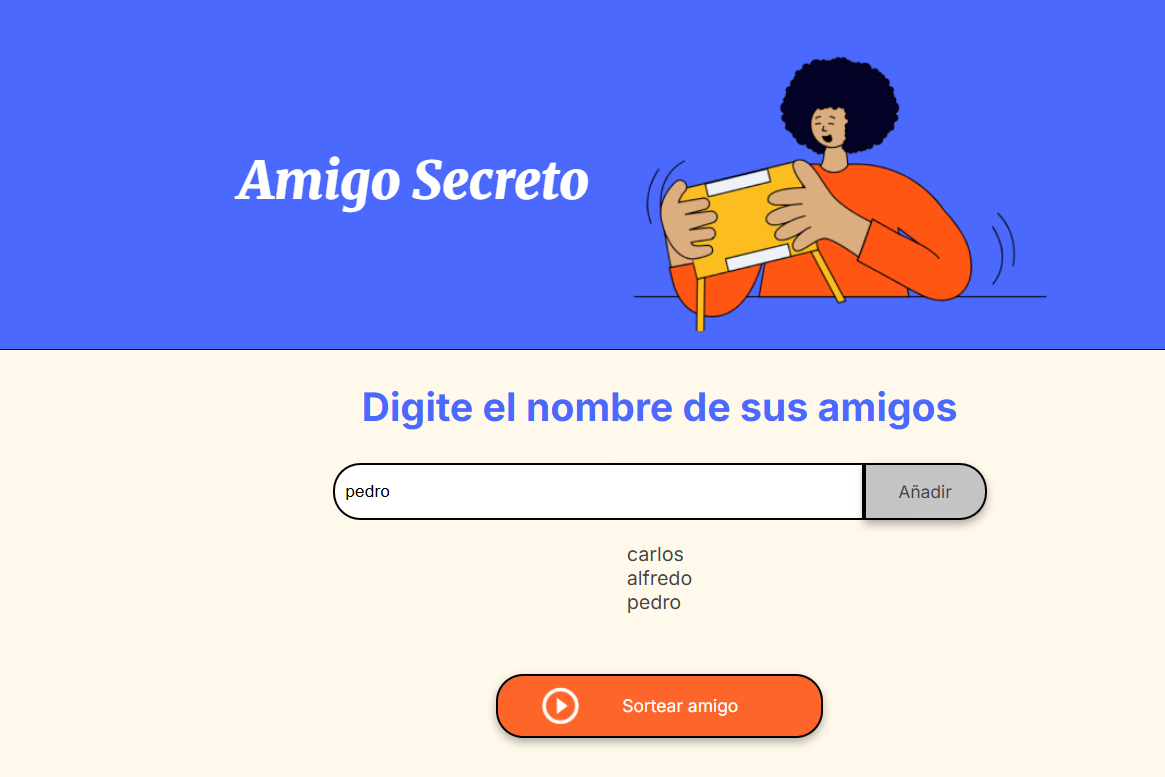 Amigo Secreto
Digite el nombre de sus amigos
pedro
Añadir
carlos
alfredo
pedro
Sortear amigo